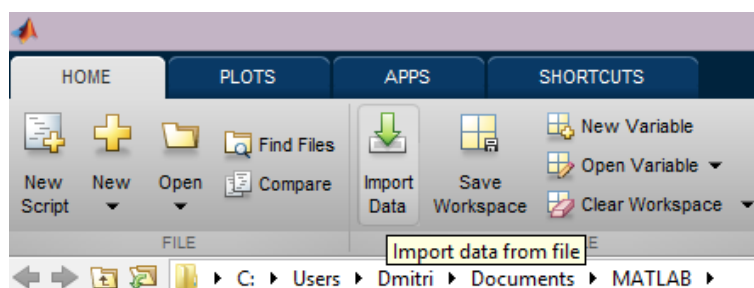 HOME PLOTS APPS SHORTCUTS
New Script
New
Open
Find Files
Compare
Import Data
Save Workspace
New Variable
Open Variable
Clear Workspace
FILE
E
Import data from file
C: Users Dmitri Documents MATLAB